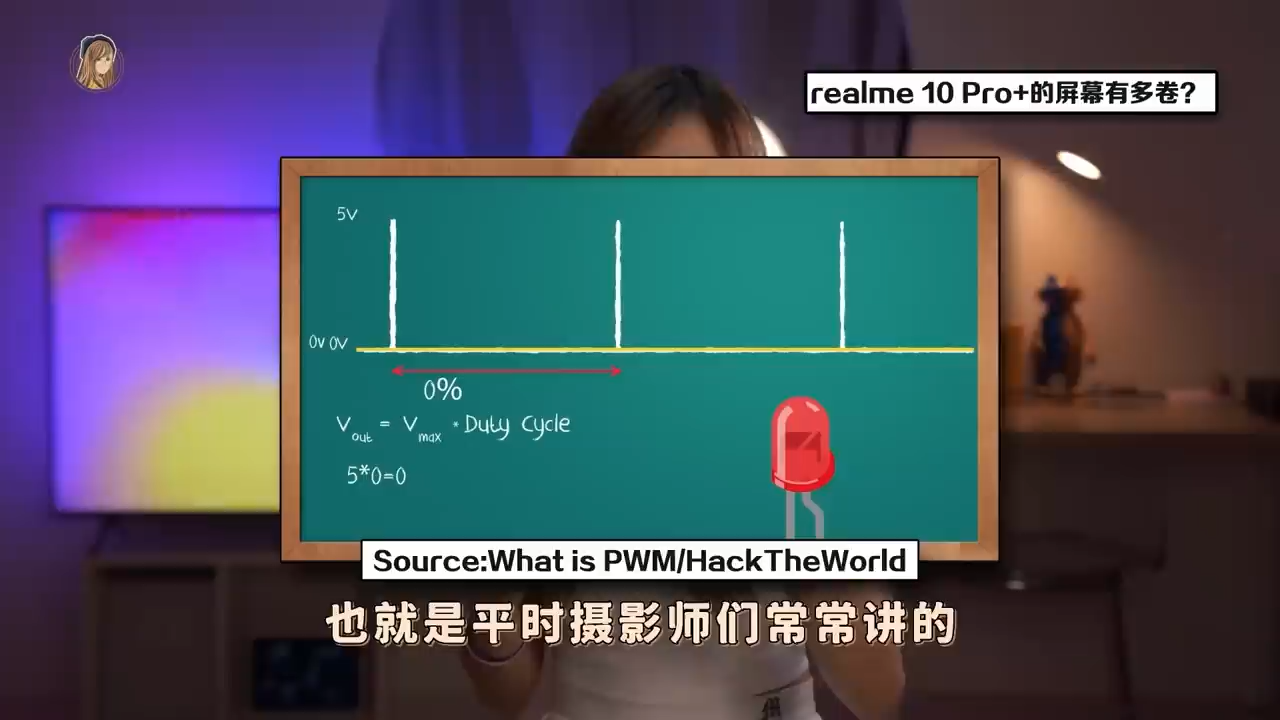 realme 10 Pro+的屏幕有多卷？
5V
0V 0V
0%
Vout = Vmax · Duty Cycle
5*0=0
Source:What is PWM/HackTheWorld
也就是平时摄影师们常常讲的